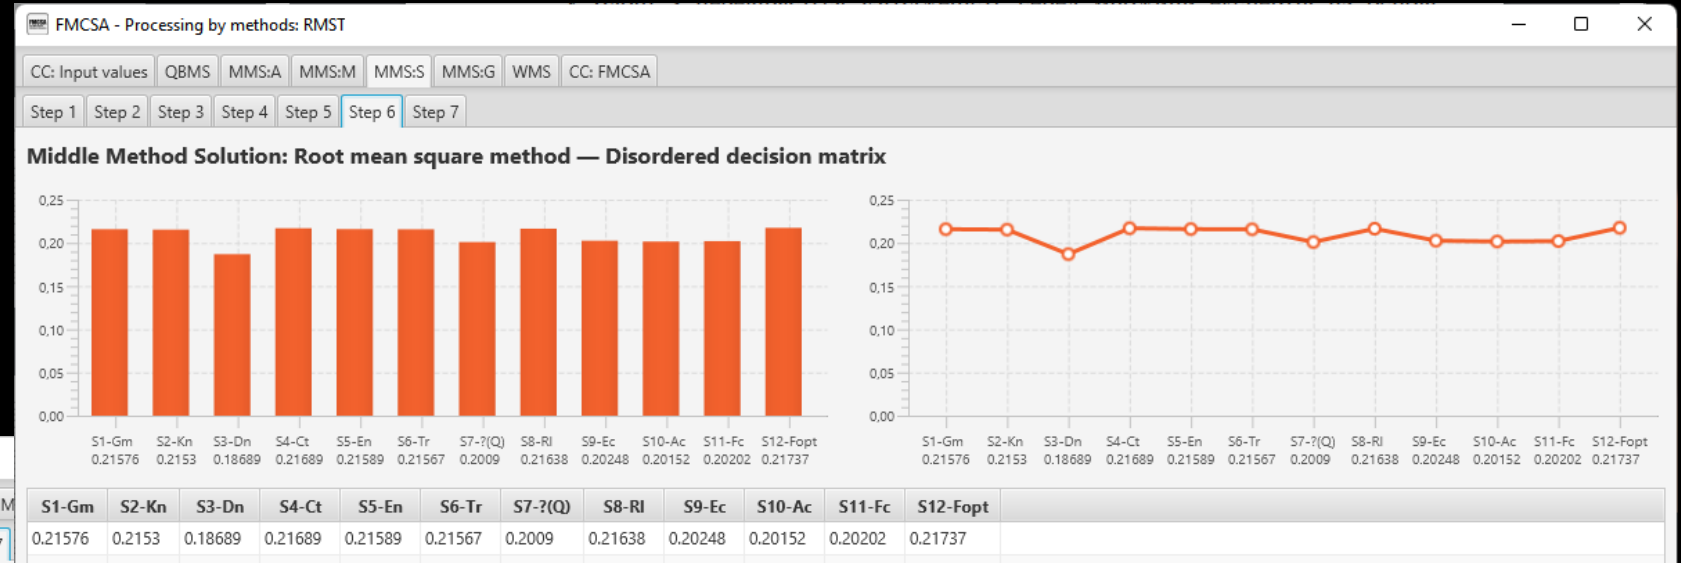 FMCSA - Processing by methods: RMST
CC: Input values QBMS MMS:A MMS:M MMS:S MMS:G WMS CC: FMCSA
Step 1 Step 2 Step 3 Step 4 Step 5 Step 6 Step 7
Middle Method Solution: Root mean square method — Disordered decision matrix
0,25
0,20
0,15
0,10
0,05
0,00
S1-Gm S2-Kn S3-Dn S4-Ct S5-En S6-Tr S7-?(Q) S8-RI S9-Ec S10-Ac S11-Fc S12-Fopt
0.21576 0.2153 0.18689 0.21689 0.21589 0.21567 0.2009 0.21638 0.20248 0.20152 0.20202 0.21737
0,25
0,20
0,15
0,10
0,05
0,00
S1-Gm S2-Kn S3-Dn S4-Ct S5-En S6-Tr S7-?(Q) S8-RI S9-Ec S10-Ac S11-Fc S12-Fopt
0.21576 0.2153 0.18689 0.21689 0.21589 0.21567 0.2009 0.21638 0.20248 0.20152 0.20202 0.21737
S1-Gm S2-Kn S3-Dn S4-Ct S5-En S6-Tr S7-?(Q) S8-RI S9-Ec S10-Ac S11-Fc S12-Fopt
0.21576 0.2153 0.18689 0.21689 0.21589 0.21567 0.2009 0.21638 0.20248 0.20152 0.20202 0.21737